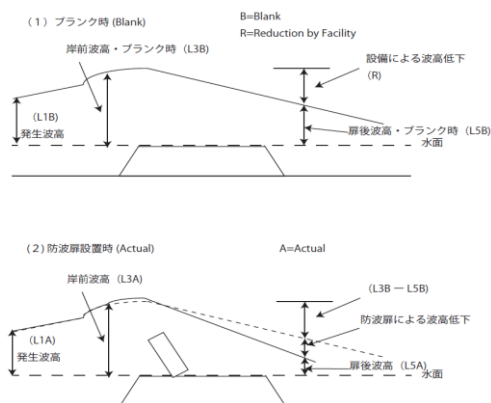 (1) ブランク時 (Blank)
B=Blank
R=Reduction by Facility
岸前波高・ブランク時 (L3B)
設備による波高低下
(R)
(L1B)
発生波高
扉後波高・ブランク時 (L5B)
水面
(2) 防波扉設置時 (Actual)
A=Actual
岸前波高 (L3A)
(L3B ー L5B)
防波扉による波高低下
(L1A)
発生波高
扉後波高 (L5A)
水面